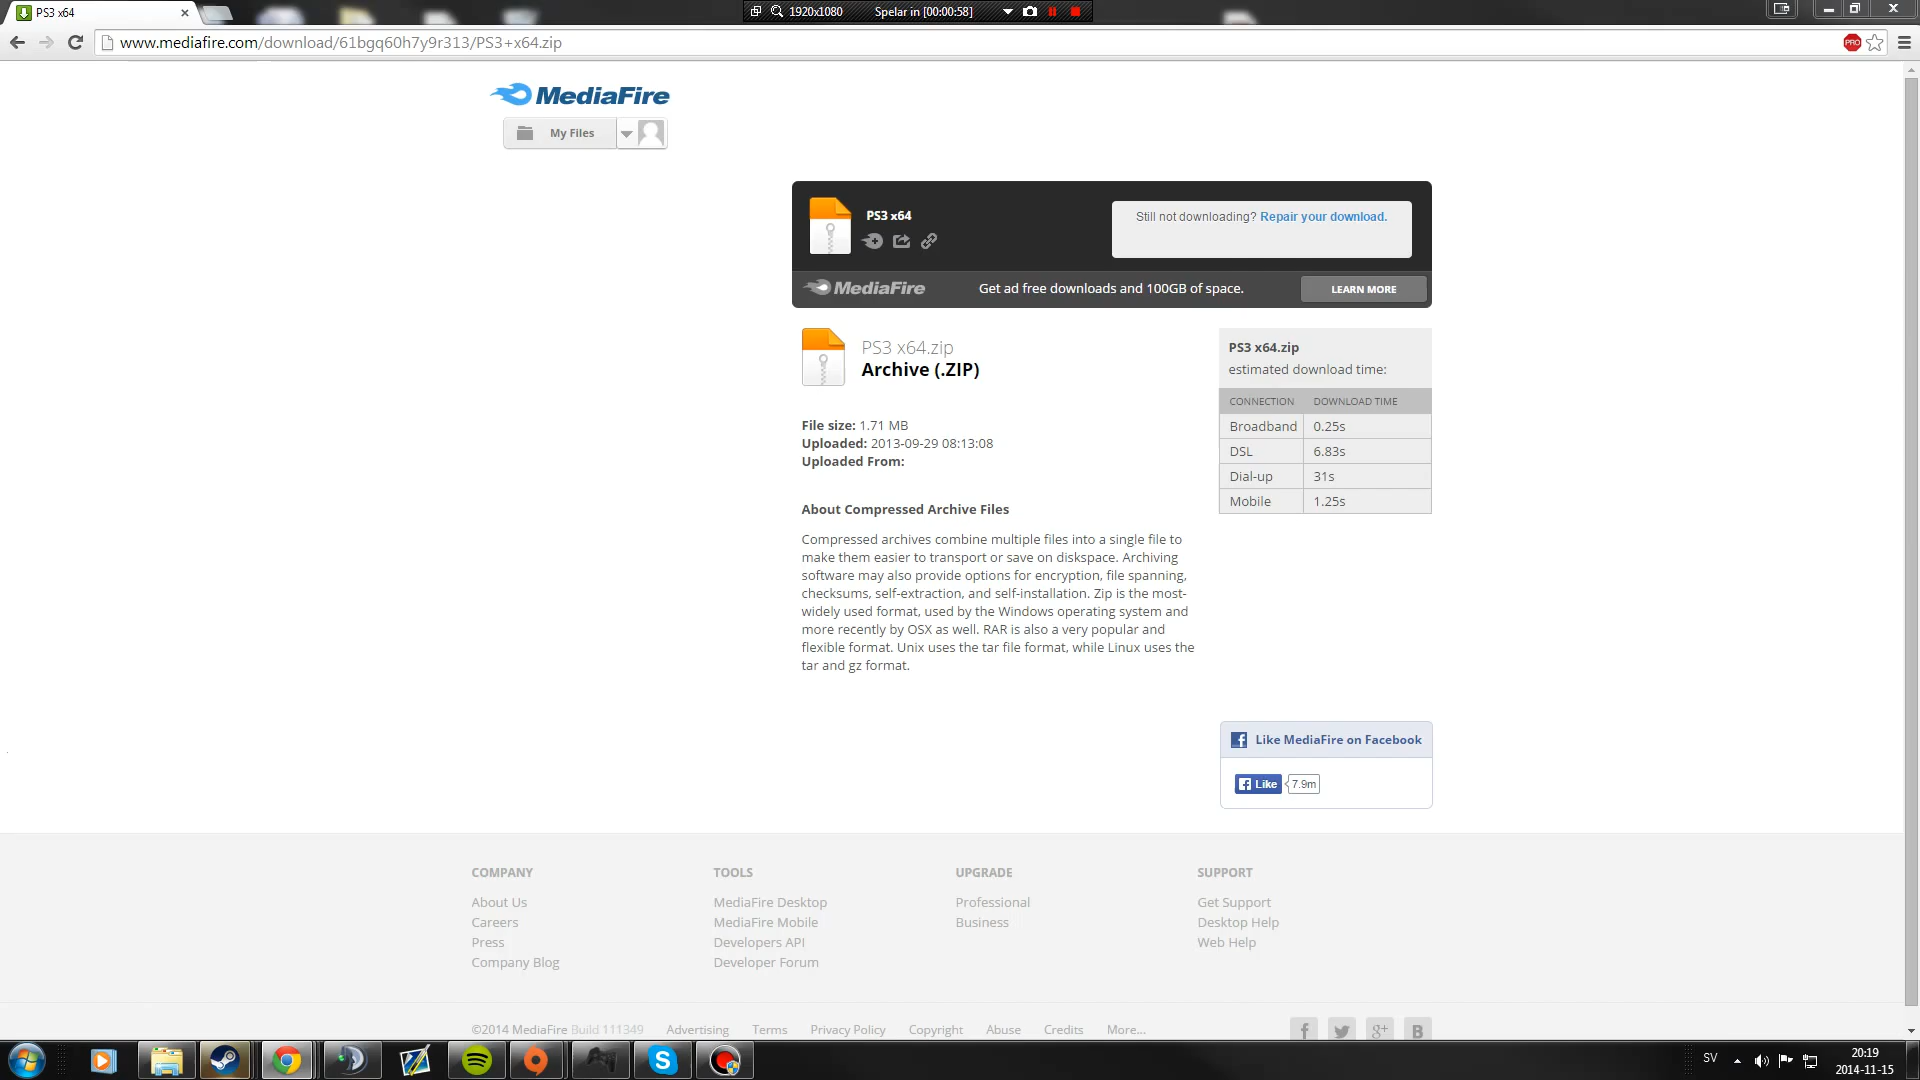 PS3 x64
1920x1080
Spelar in [00:00:58]
www.mediafire.com/download/61bgq60h7y9r313/PS3+x64.zip
PRO
MediaFire
My Files
PS3 x64
Still not downloading? Repair your download.
MediaFire
Get ad free downloads and 100GB of space.
LEARN MORE
PS3 x64.zip
Archive (.ZIP)
File size: 1.71 MB
Uploaded: 2013-09-29 08:13:08
Uploaded From:
About Compressed Archive Files
Compressed archives combine multiple files into a single file to
make them easier to transport or save on diskspace. Archiving
software may also provide options for encryption, file spanning,
checksums, self-extraction, and self-installation. Zip is the most-
widely used format, used by the Windows operating system and
more recently by OSX as well. RAR is also a very popular and
flexible format. Unix uses the tar file format, while Linux uses the
tar and gz format.
PS3 x64.zip
estimated download time:
CONNECTION DOWNLOAD TIME
Broadband 0.25s
DSL 6.83s
Dial-up 31s
Mobile 1.25s
Like MediaFire on Facebook
Like 7.9m
COMPANY
About Us
Careers
Press
Company Blog
TOOLS
MediaFire Desktop
MediaFire Mobile
Developers API
Developer Forum
UPGRADE
Professional
Business
SUPPORT
Get Support
Desktop Help
Web Help
©2014 MediaFire Build 111349 Advertising Terms Privacy Policy Copyright Abuse Credits More...
SV
20:19
2014-11-15